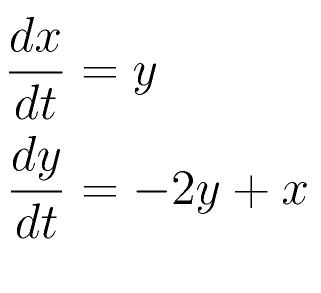 dx/dt = y
dy/dt = −2y + x